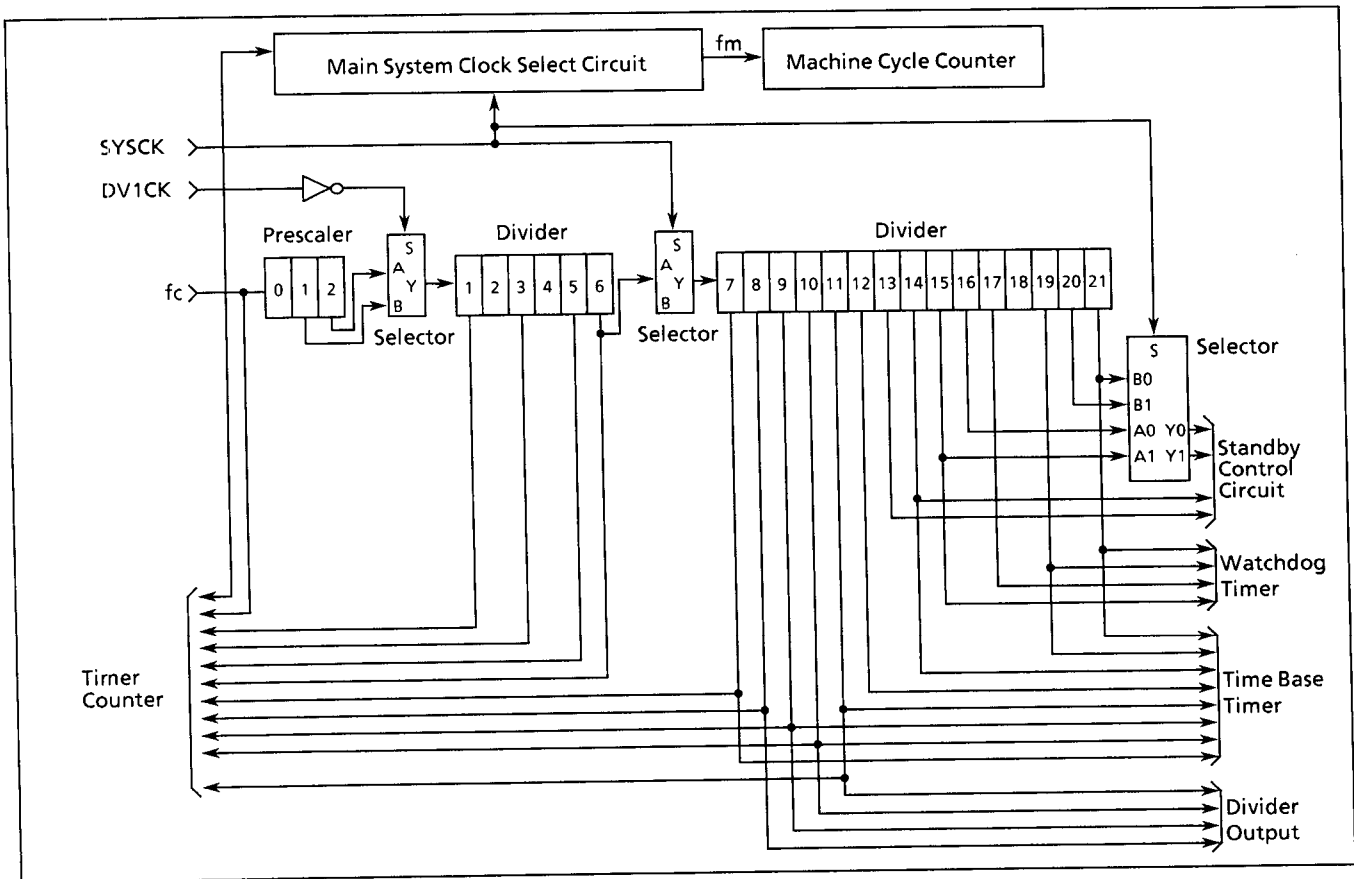 Main System Clock Select Circuit
fm
Machine Cycle Counter
SYSCK
DV1CK
Prescaler
Divider
Divider
fc
0 1 2
S
A
Y
B
Selector
1 2 3 4 5 6
S
A
Y
B
Selector
7 8 9 10 11 12 13 14 15 16 17 18 19 20 21
S
Selector
B0
B1
A0 Y0
A1 Y1
Standby
Control
Circuit
Watchdog
Timer
Timer
Counter
Time Base
Timer
Divider
Output